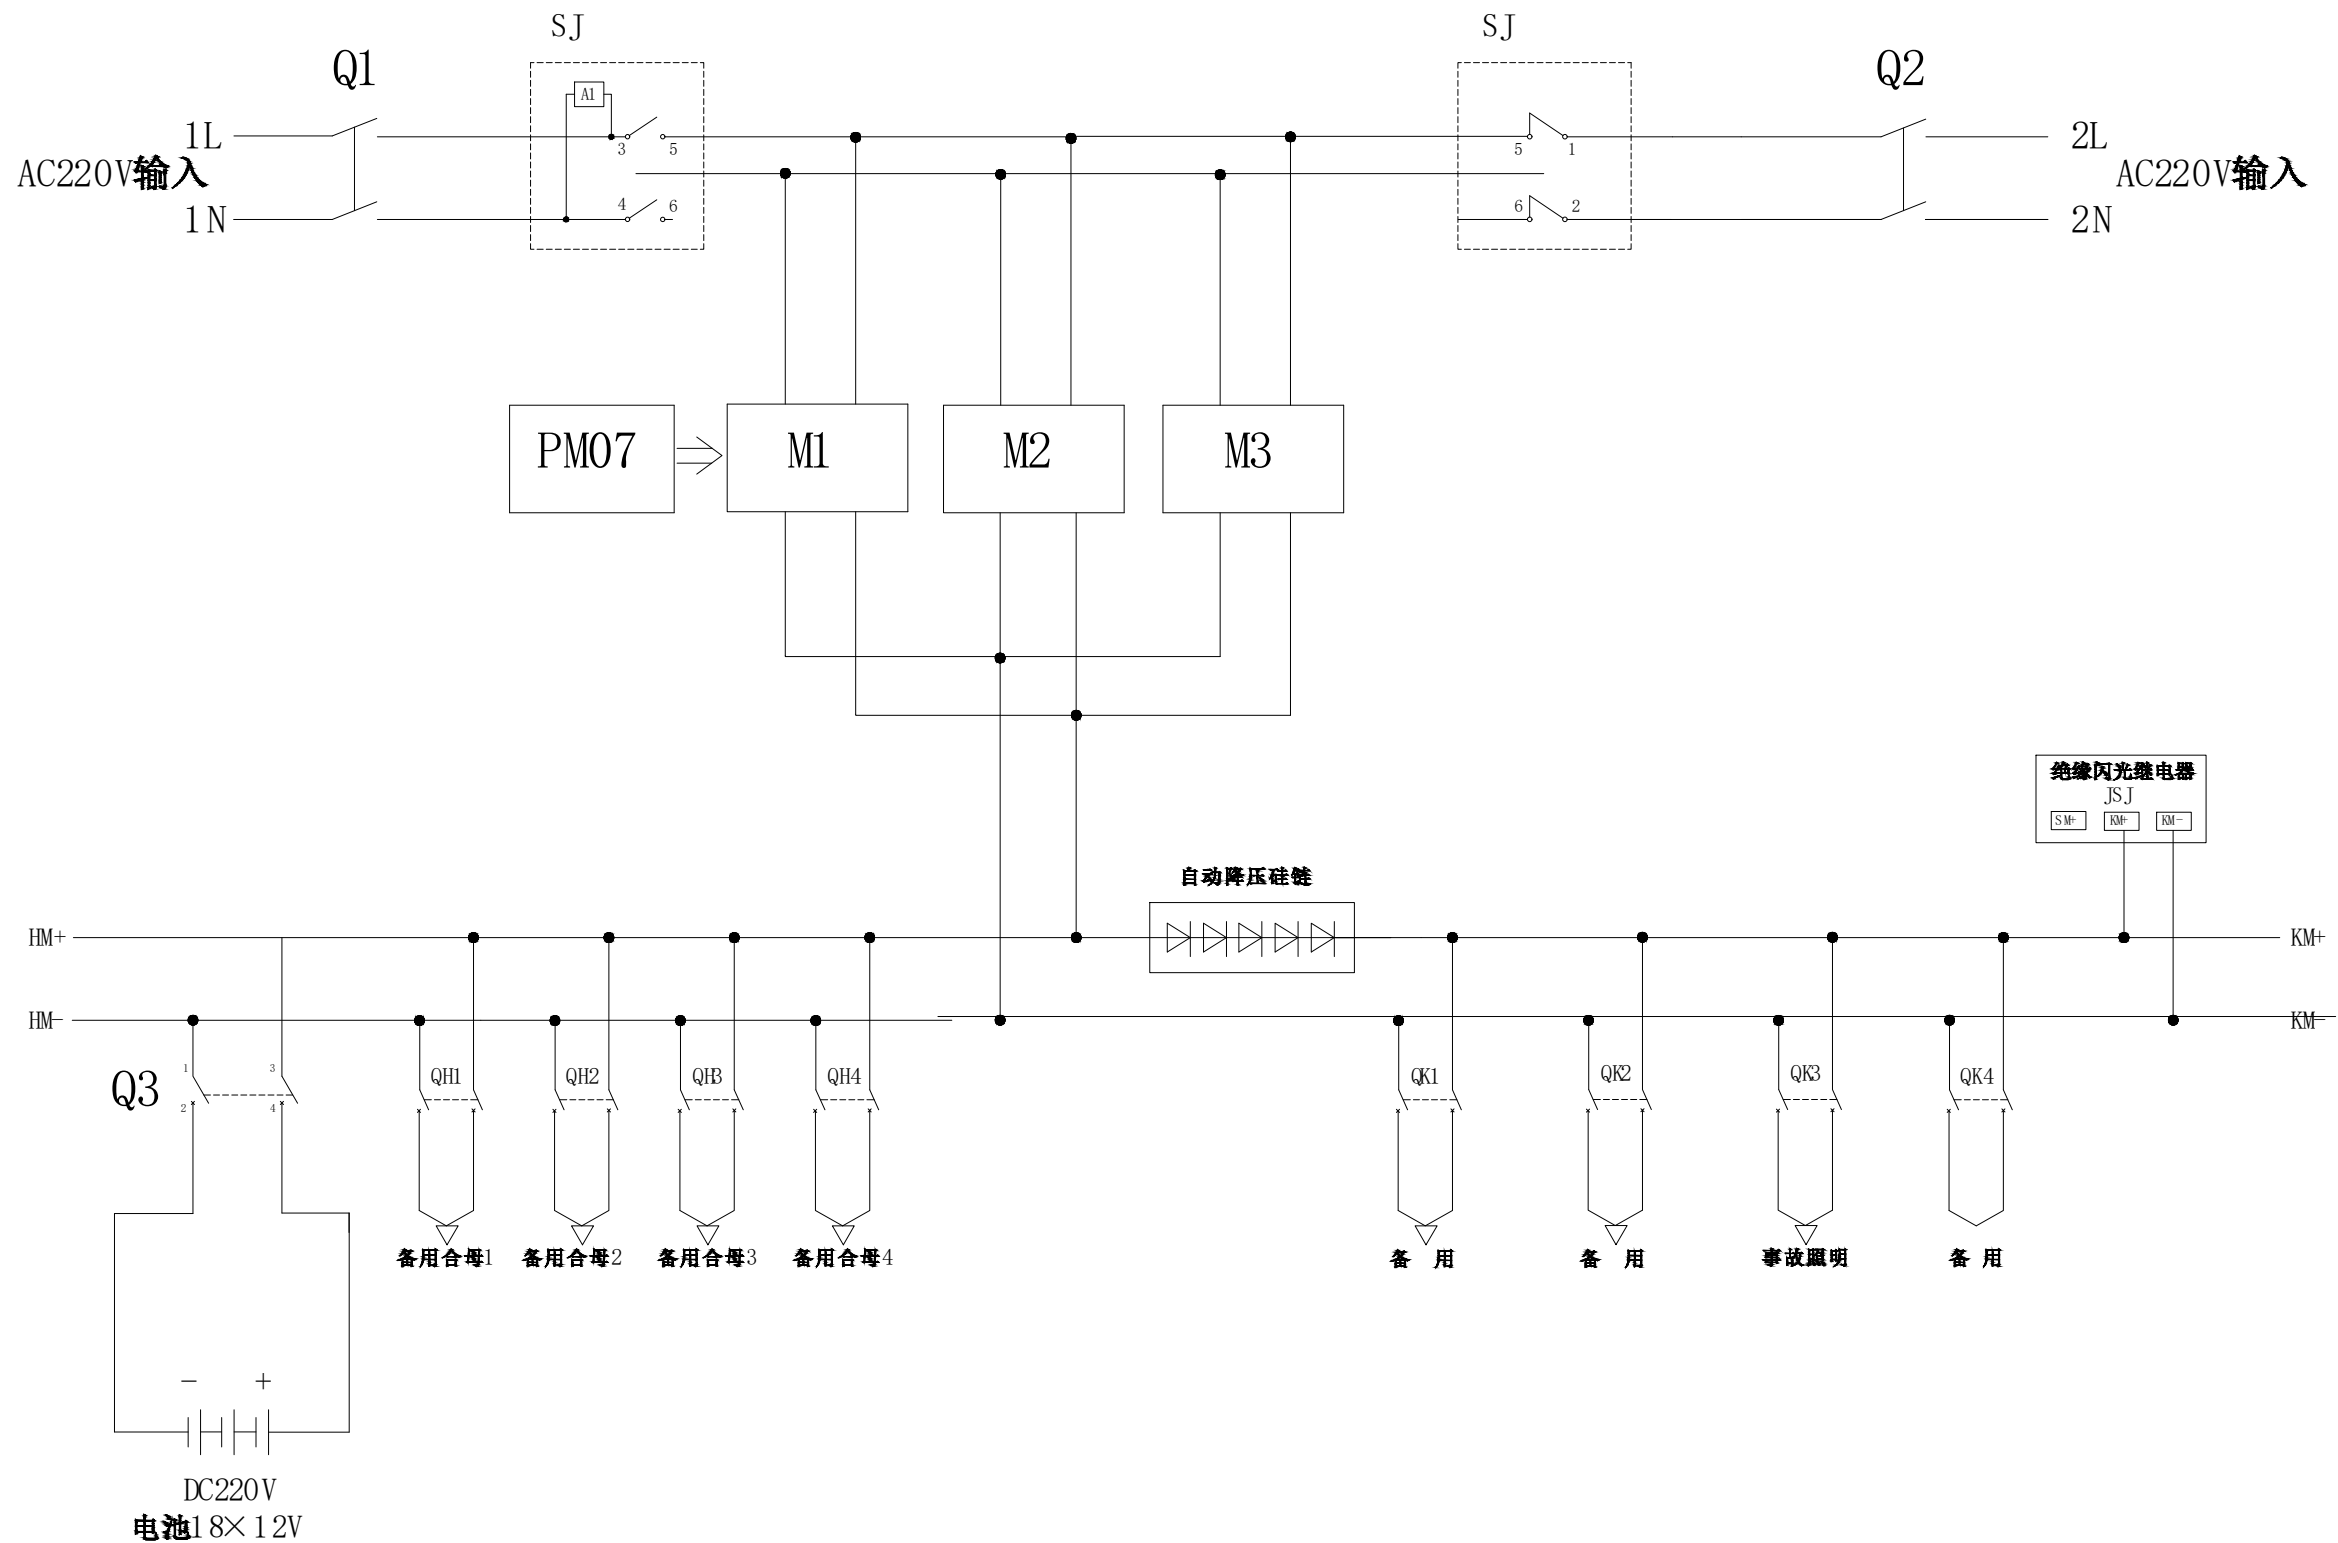 SJ
SJ
Q1
Q2
A1
1L
3
5
5
1
2L
AC220V输入
AC220V输入
1N
4
6
6
2
2N
PM07
M1
M2
M3
绝缘闪光继电器
JSJ
SM+
KM+
KM-
自动降压硅链
HM+
KM+
HM-
KM-
Q3
1
3
2
4
QH1
QH2
QH3
QH4
QK1
QK2
QK3
QK4
备用合母1
备用合母2
备用合母3
备用合母4
备 用
备 用
事故照明
备 用
- +
DC220V
电池18×12V